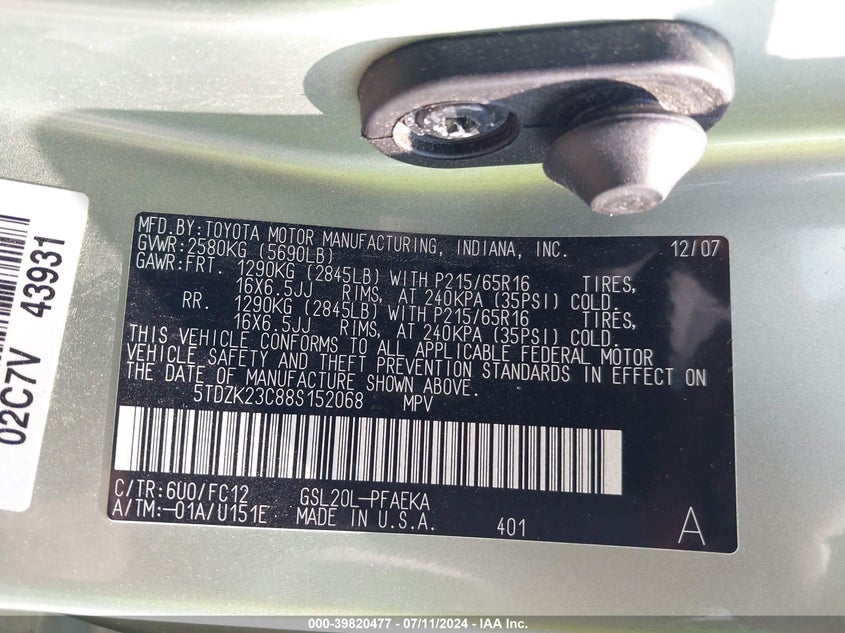 MFD.BY:TOYOTA MOTOR MANUFACTURING, INDIANA, INC. 12/07
GVWR:2580KG (5690LB)
GAWR:FRT. 1290KG (2845LB) WITH P215/65R16 TIRES,
16X6.5JJ RIMS, AT 240KPA (35PSI) COLD.
RR. 1290KG (2845LB) WITH P215/65R16 TIRES,
16X6.5JJ RIMS, AT 240KPA (35PSI) COLD.
THIS VEHICLE CONFORMS TO ALL APPLICABLE FEDERAL MOTOR
VEHICLE SAFETY AND THEFT PREVENTION STANDARDS IN EFFECT ON
THE DATE OF MANUFACTURE SHOWN ABOVE.
5TDZK23C88S152068 MPV
C/TR:6U0/FC12 GSL20L-PFAEKA
A/TM:-01A/U151E MADE IN U.S.A. 401 A
02C7V 43931
000-39820477 - 07/11/2024 - IAA Inc.